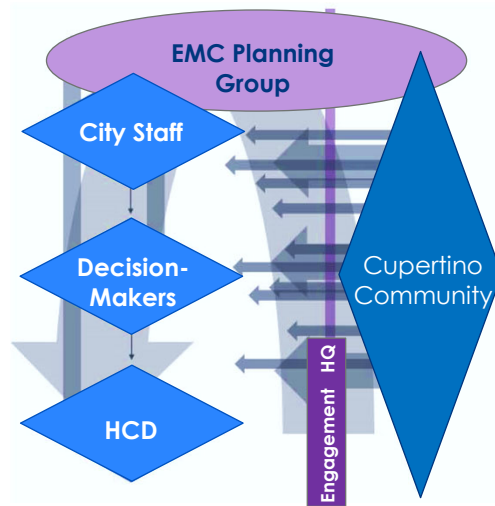 EMC Planning
Group
City Staff
Decision-
Makers
Cupertino
Community
HCD
Engagement HQ